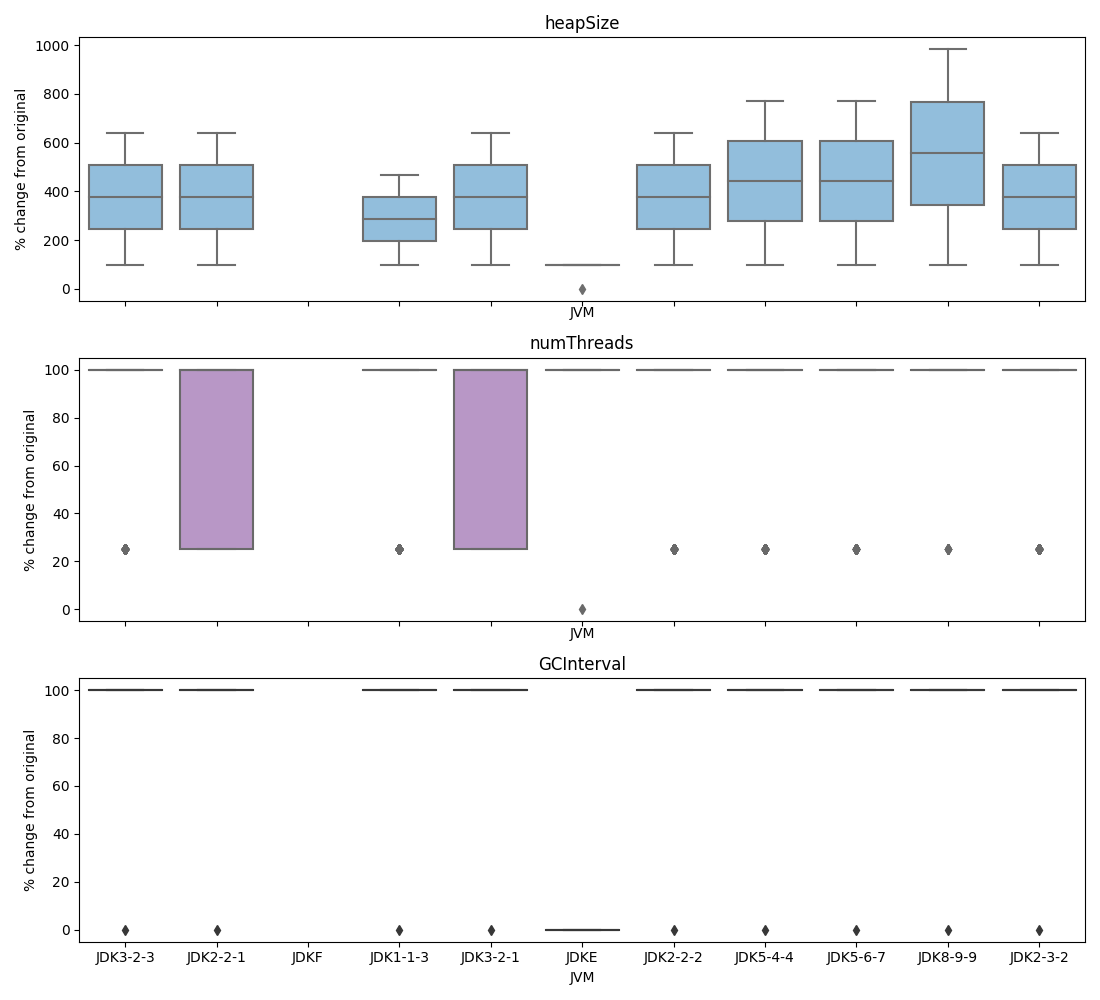 heapSize
% change from original
1000
800
600
400
200
0
JVM
numThreads
% change from original
100
80
60
40
20
0
JVM
GCInterval
% change from original
100
80
60
40
20
0
JDK3-2-3 JDK2-2-1 JDKF JDK1-1-3 JDK3-2-1 JDKE JDK2-2-2 JDK5-4-4 JDK5-6-7 JDK8-9-9 JDK2-3-2
JVM